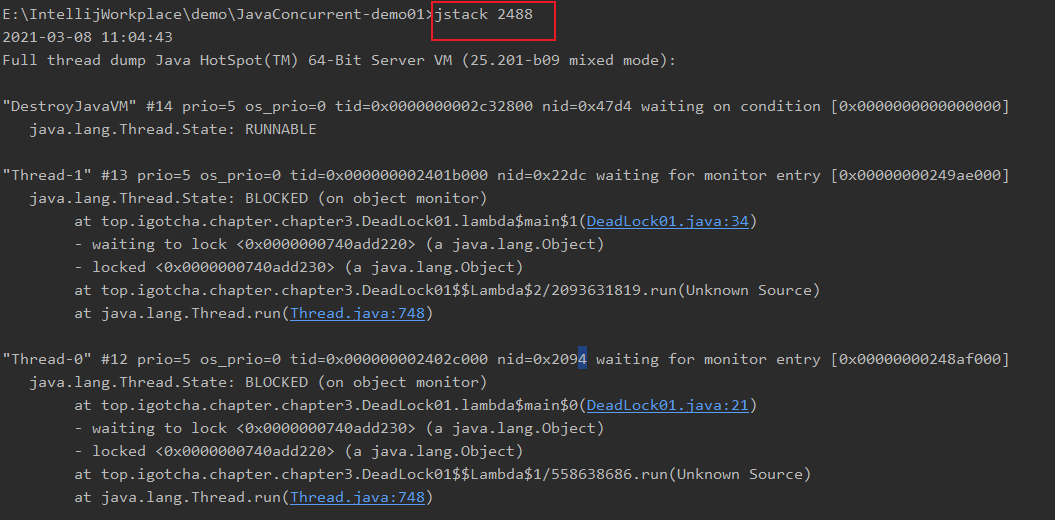 E:\IntellijWorkplace\demo\JavaConcurrent-demo01>jstack 2488
2021-03-08 11:04:43
Full thread dump Java HotSpot(TM) 64-Bit Server VM (25.201-b09 mixed mode):
"DestroyJavaVM" #14 prio=5 os_prio=0 tid=0x0000000002c32800 nid=0x47d4 waiting on condition [0x0000000000000000]
java.lang.Thread.State: RUNNABLE
"Thread-1" #13 prio=5 os_prio=0 tid=0x000000002401b000 nid=0x22dc waiting for monitor entry [0x00000000249ae000]
java.lang.Thread.State: BLOCKED (on object monitor)
at top.igotcha.chapter.chapter3.DeadLock01.lambda$main$1(DeadLock01.java:34)
- waiting to lock <0x0000000740add220> (a java.lang.Object)
- locked <0x0000000740add230> (a java.lang.Object)
at top.igotcha.chapter.chapter3.DeadLock01$$Lambda$2/2093631819.run(Unknown Source)
at java.lang.Thread.run(Thread.java:748)
"Thread-0" #12 prio=5 os_prio=0 tid=0x000000002402c000 nid=0x2094 waiting for monitor entry [0x00000000248af000]
java.lang.Thread.State: BLOCKED (on object monitor)
at top.igotcha.chapter.chapter3.DeadLock01.lambda$main$0(DeadLock01.java:21)
- waiting to lock <0x0000000740add230> (a java.lang.Object)
- locked <0x0000000740add220> (a java.lang.Object)
at top.igotcha.chapter.chapter3.DeadLock01$$Lambda$1/558638686.run(Unknown Source)
at java.lang.Thread.run(Thread.java:748)